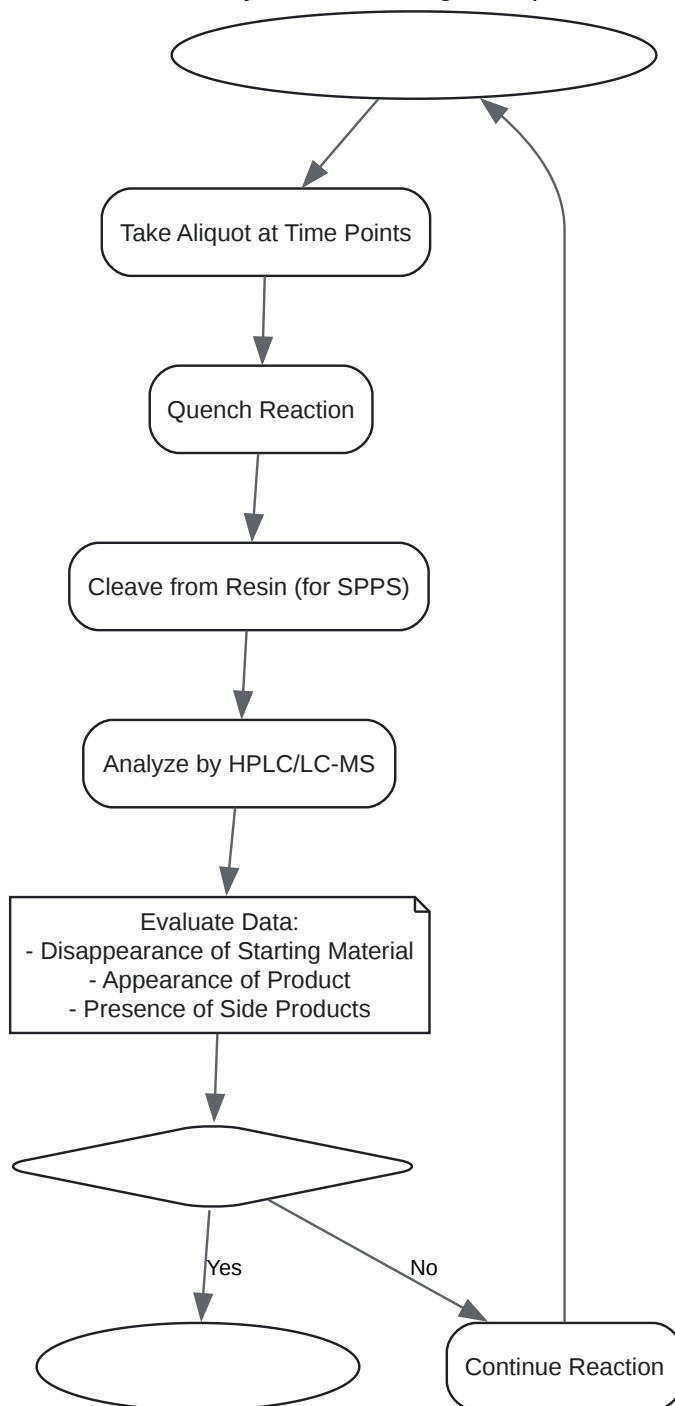 Take Aliquot at Time Points
Quench Reaction
Cleave from Resin (for SPPS)
Analyze by HPLC/LC-MS
Evaluate Data:
- Disappearance of Starting Material
- Appearance of Product
- Presence of Side Products
Yes
No
Continue Reaction